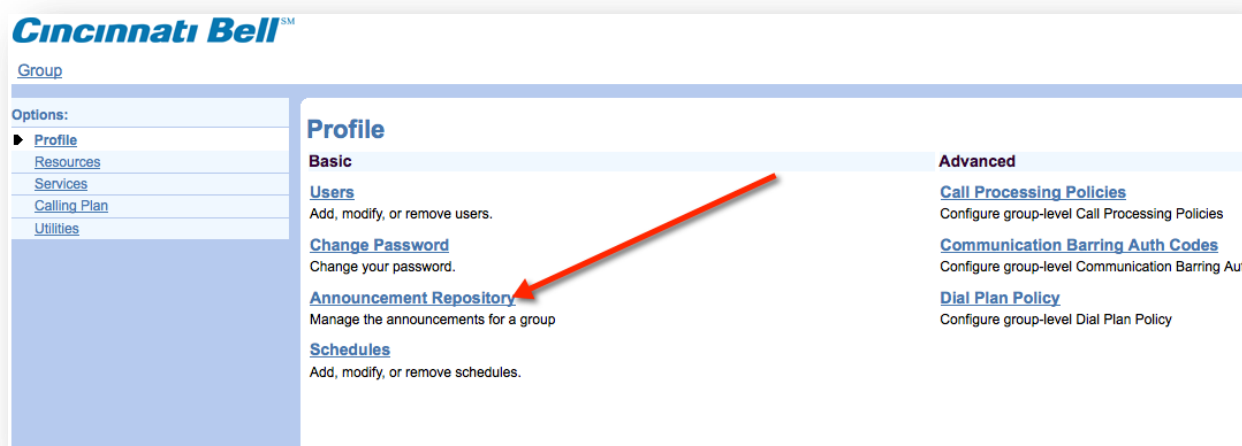 Cincinnati Bell SM
Group
Options:
Profile
Resources
Services
Calling Plan
Utilities
Profile
Basic
Users
Add, modify, or remove users.
Change Password
Change your password.
Announcement Repository
Manage the announcements for a group
Schedules
Add, modify, or remove schedules.
Advanced
Call Processing Policies
Configure group-level Call Processing Policies
Communication Barring Auth Codes
Configure group-level Communication Barring Au
Dial Plan Policy
Configure group-level Dial Plan Policy